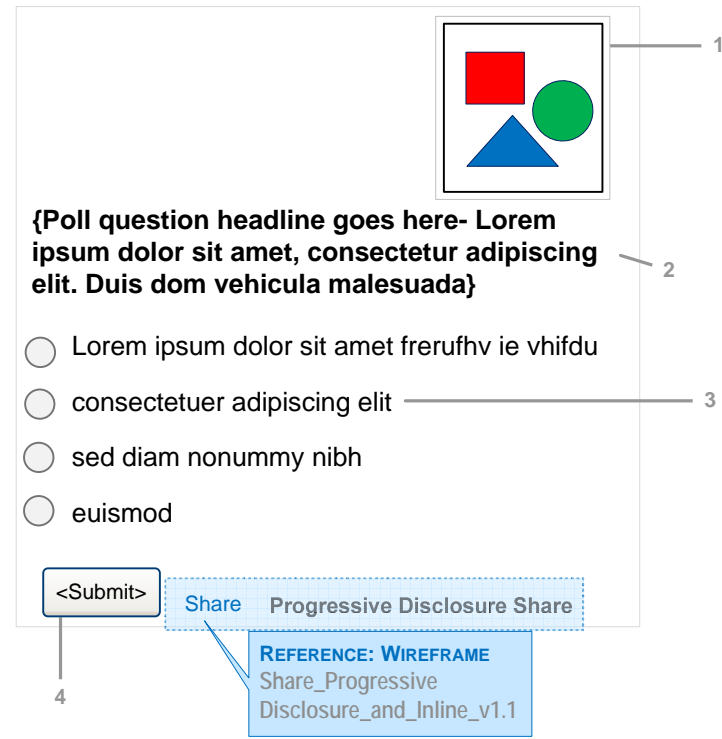 1
{Poll question headline goes here- Lorem
ipsum dolor sit amet, consectetur adipiscing
elit. Duis dom vehicula malesuada}
2
Lorem ipsum dolor sit amet frerufhv ie vhifdu
consectetuer adipiscing elit
3
sed diam nonummy nibh
euismod
<Submit>
Share Progressive Disclosure Share
REFERENCE: WIREFRAME
Share_Progressive
Disclosure_and_Inline_v1.1
4